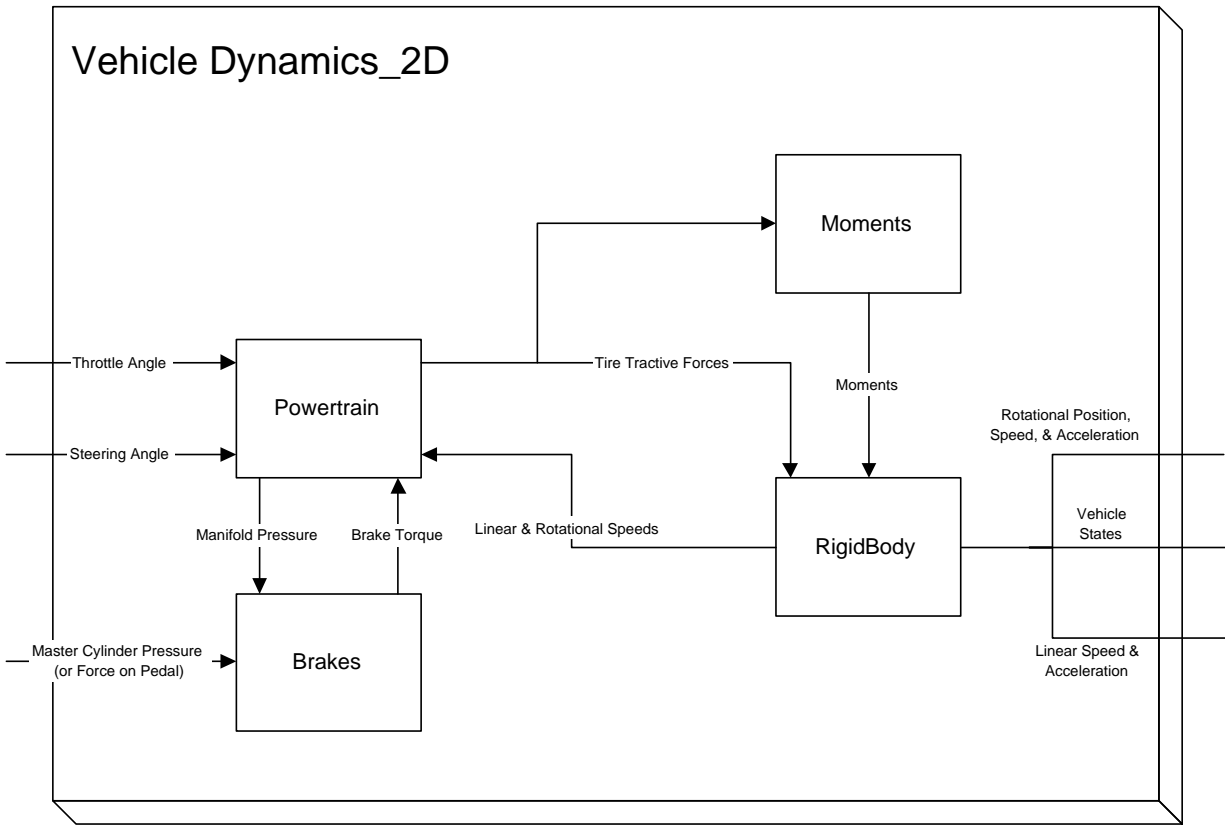 Vehicle Dynamics_2D
Moments
Throttle Angle
Tire Tractive Forces
Moments
Powertrain
Rotational Position,
Speed, & Acceleration
Steering Angle
Manifold Pressure
Brake Torque
Linear & Rotational Speeds
RigidBody
Vehicle
States
Master Cylinder Pressure
(or Force on Pedal)
Brakes
Linear Speed &
Acceleration